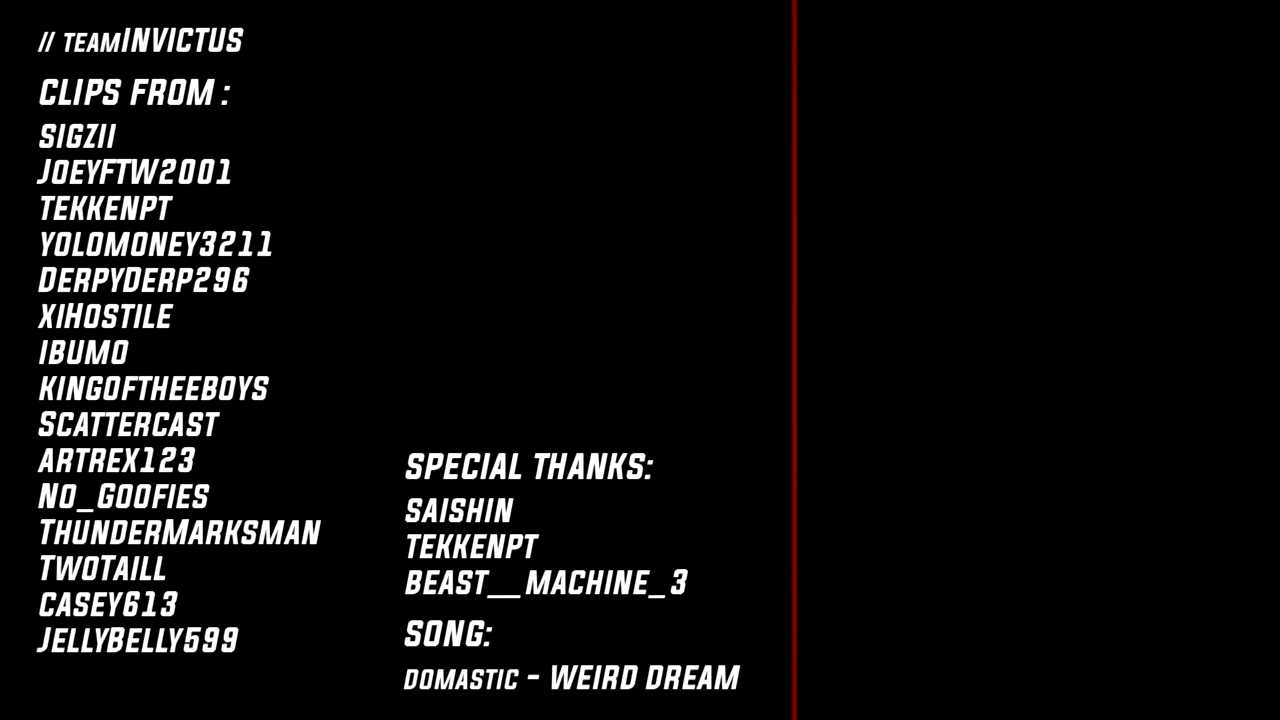 // TEAMINVICTUS
CLIPS FROM :
SIGZII
JOEYFTW2001
TEKKENPT
YOLOMONEY3211
DERPYDERP296
XIHOSTILE
IBUMO
KINGOFTHEEBOYS
SCATTERCAST
ARTREX123
NO_GOOFIES
THUNDERMARKSMAN
TWOTAILL
CASEY613
JELLYBELLY599
SPECIAL THANKS:
SAISHIN
TEKKENPT
BEAST__MACHINE_3
SONG:
DOMASTIC - WEIRD DREAM